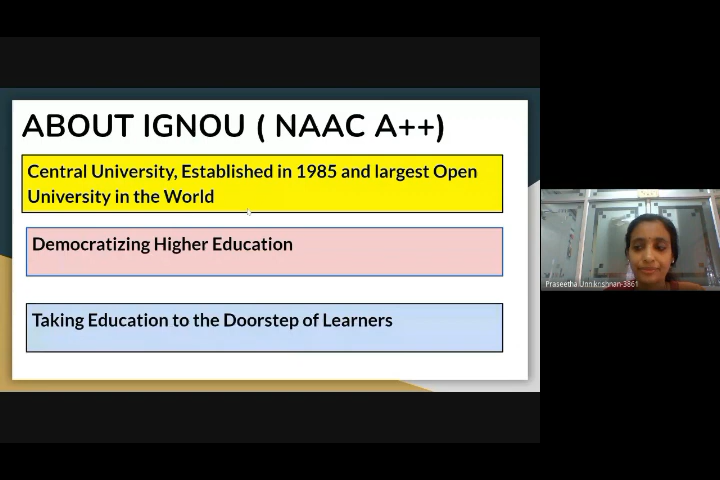 ABOUT IGNOU ( NAAC A++)
Central University, Established in 1985 and largest Open
University in the World
Democratizing Higher Education
Taking Education to the Doorstep of Learners
Praseetha Unnikrishnan-3861